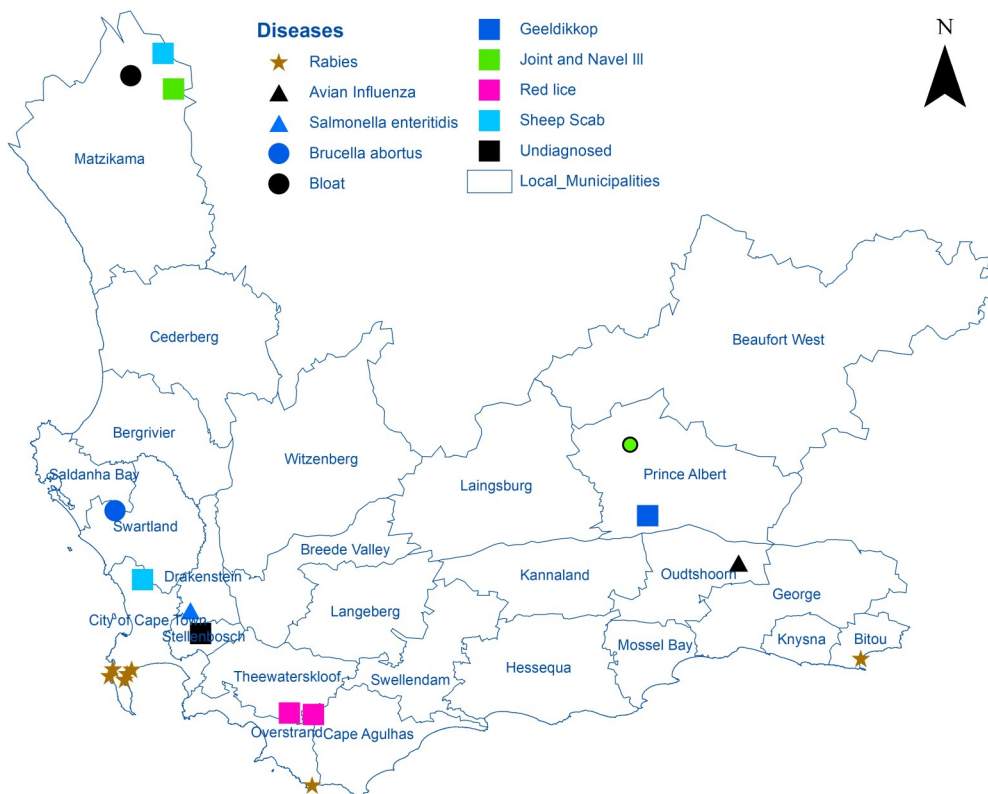 Diseases
Rabies
Avian Influenza
Salmonella enteritidis
Brucella abortus
Bloat
Geeldikkop
Joint and Navel Ill
Red lice
Sheep Scab
Undiagnosed
Local_Municipalities
N
Matzikama
Cederberg
Beaufort West
Bergrivier
Witzenberg
Saldanha Bay
Prince Albert
Laingsburg
Swartland
Breede Valley
Drakenstein
Kannaland
Oudtshoorn
George
Langeberg
City of Cape Town
Stellenbosch
Mossel Bay
Knysna
Bitou
Hessequa
Theewaterskloof
Swellendam
Overstrand
Cape Agulhas